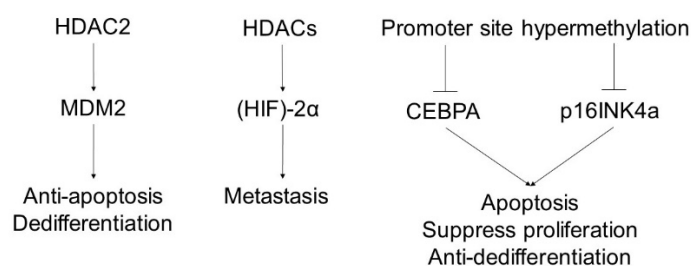 HDAC2
MDM2
Anti-apoptosis
Dedifferentiation
HDACs
(HIF)-2α
Metastasis
Promoter site hypermethylation
CEBPA
p16INK4a
Apoptosis
Suppress proliferation
Anti-dedifferentiation